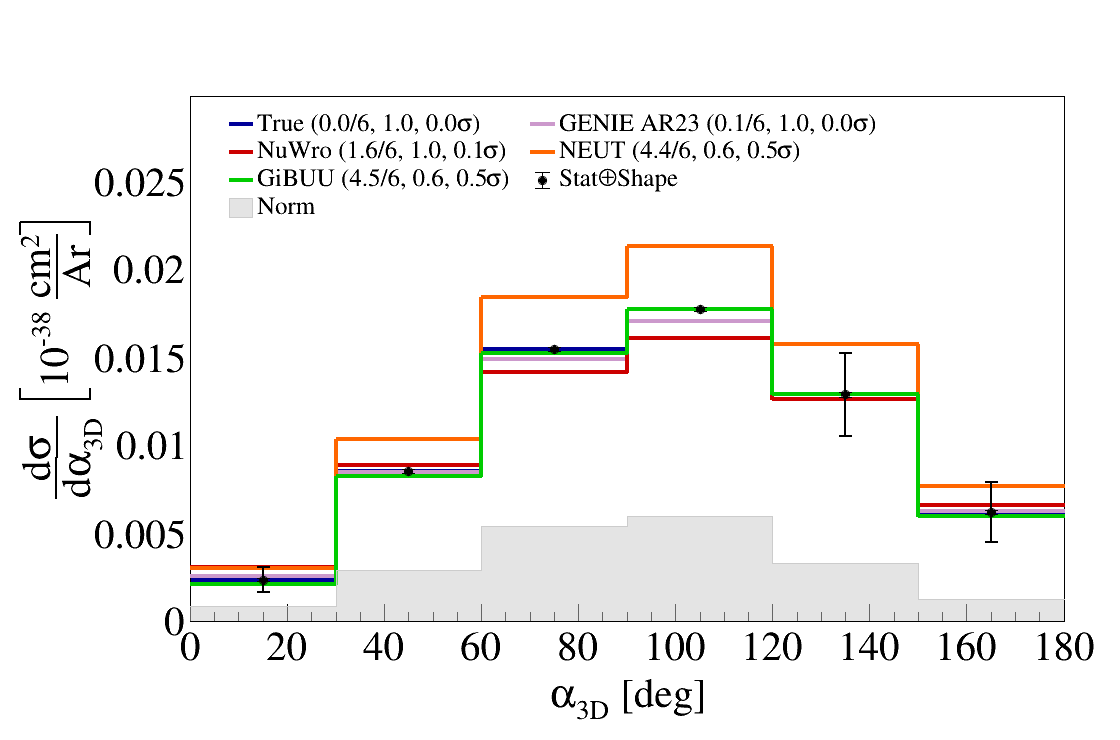 True (0.0/6, 1.0, 0.0σ)
GENIE AR23 (0.1/6, 1.0, 0.0σ)
NuWro (1.6/6, 1.0, 0.1σ)
NEUT (4.4/6, 0.6, 0.5σ)
GiBUU (4.5/6, 0.6, 0.5σ)
Stat⊕Shape
Norm
dσ/dα3D [10-38 cm2/Ar]
0.025
0.02
0.015
0.01
0.005
0
0 20 40 60 80 100 120 140 160 180
α3D [deg]